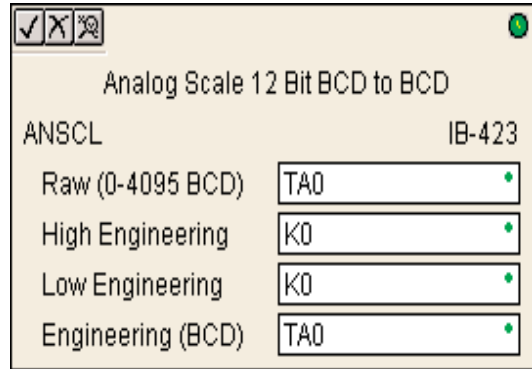 Analog Scale 12 Bit BCD to BCD
ANSCL IB-423
Raw (0-4095 BCD) TA0
High Engineering K0
Low Engineering K0
Engineering (BCD) TA0